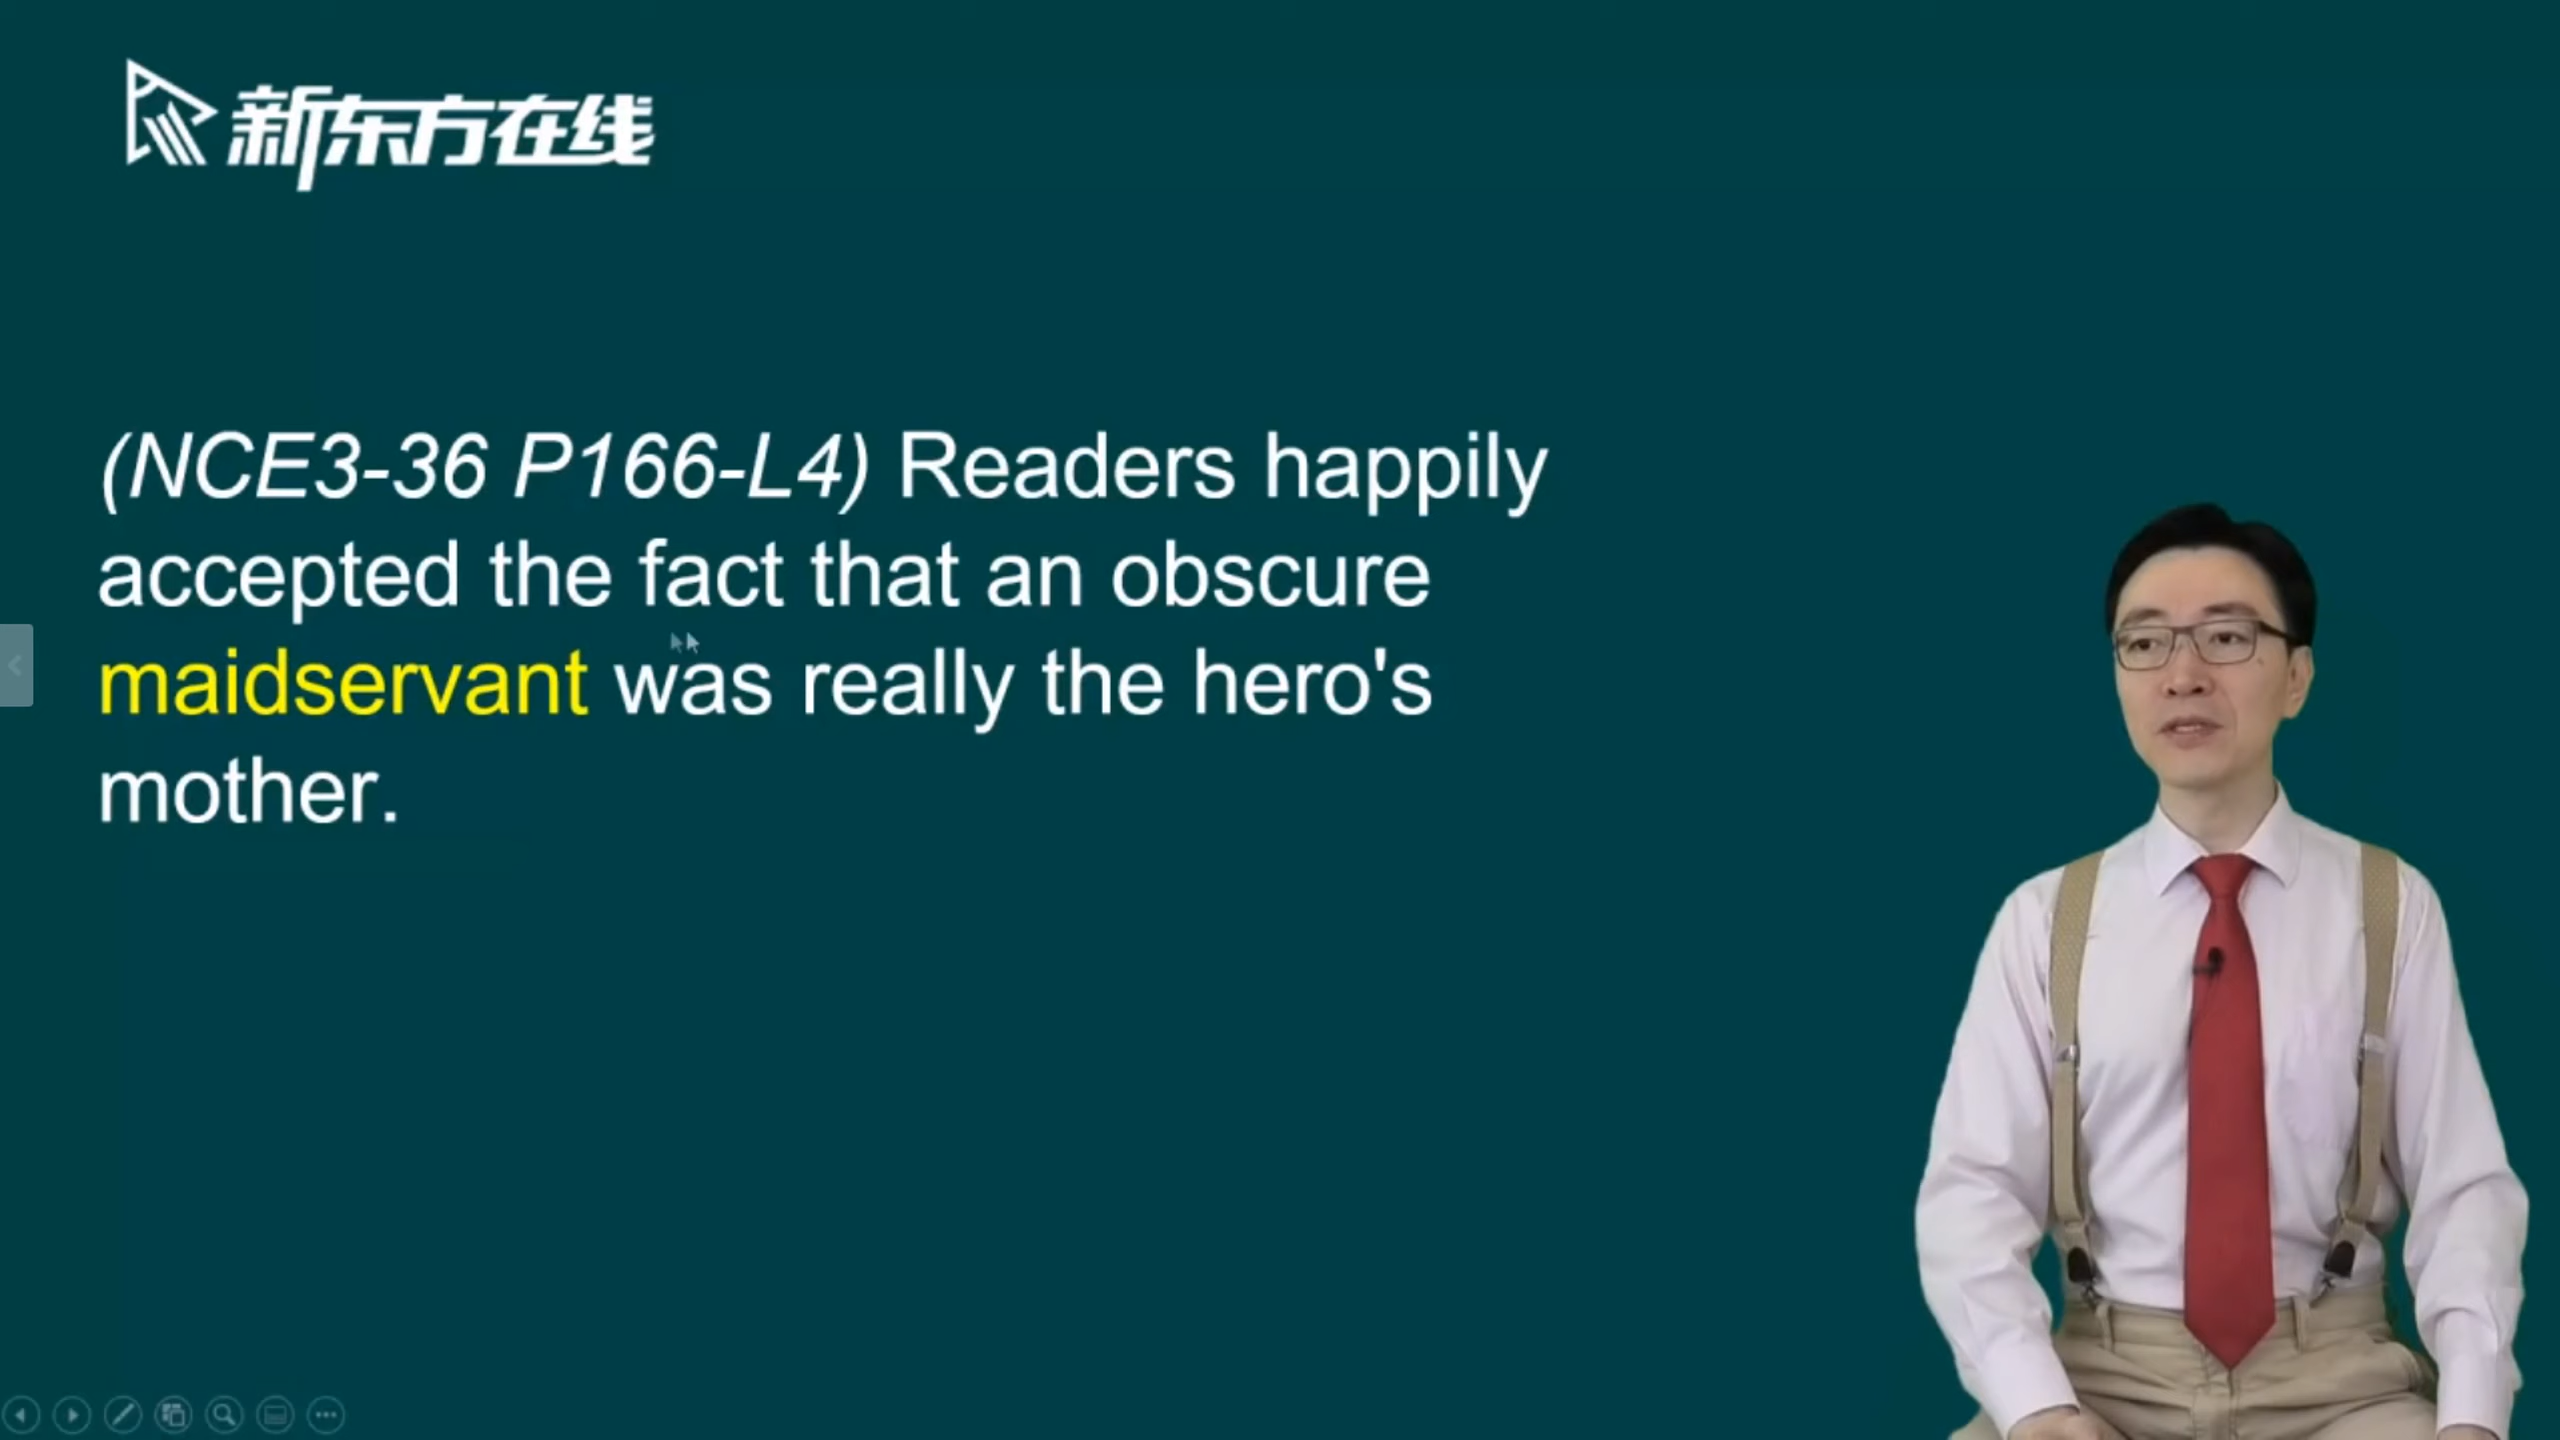 新东方在线
(NCE3-36 P166-L4) Readers happily
accepted the fact that an obscure
maidservant was really the hero's
mother.